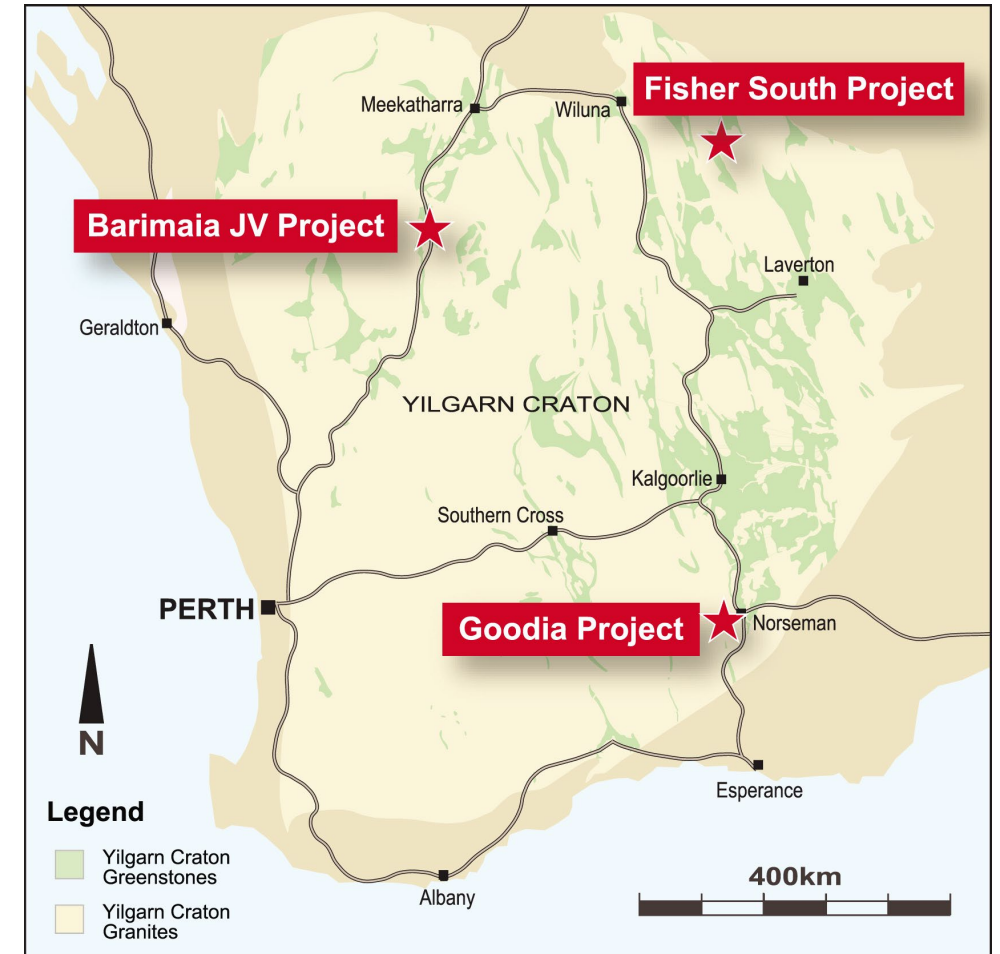 Fisher South Project
Meekatharra
Wiluna
Barimaia JV Project
Laverton
Geraldton
YILGARN CRATON
Kalgoorlie
Southern Cross
PERTH
Goodia Project
Norseman
N
Esperance
Legend
Yilgarn Craton
Greenstones
Yilgarn Craton
Granites
Albany
400km